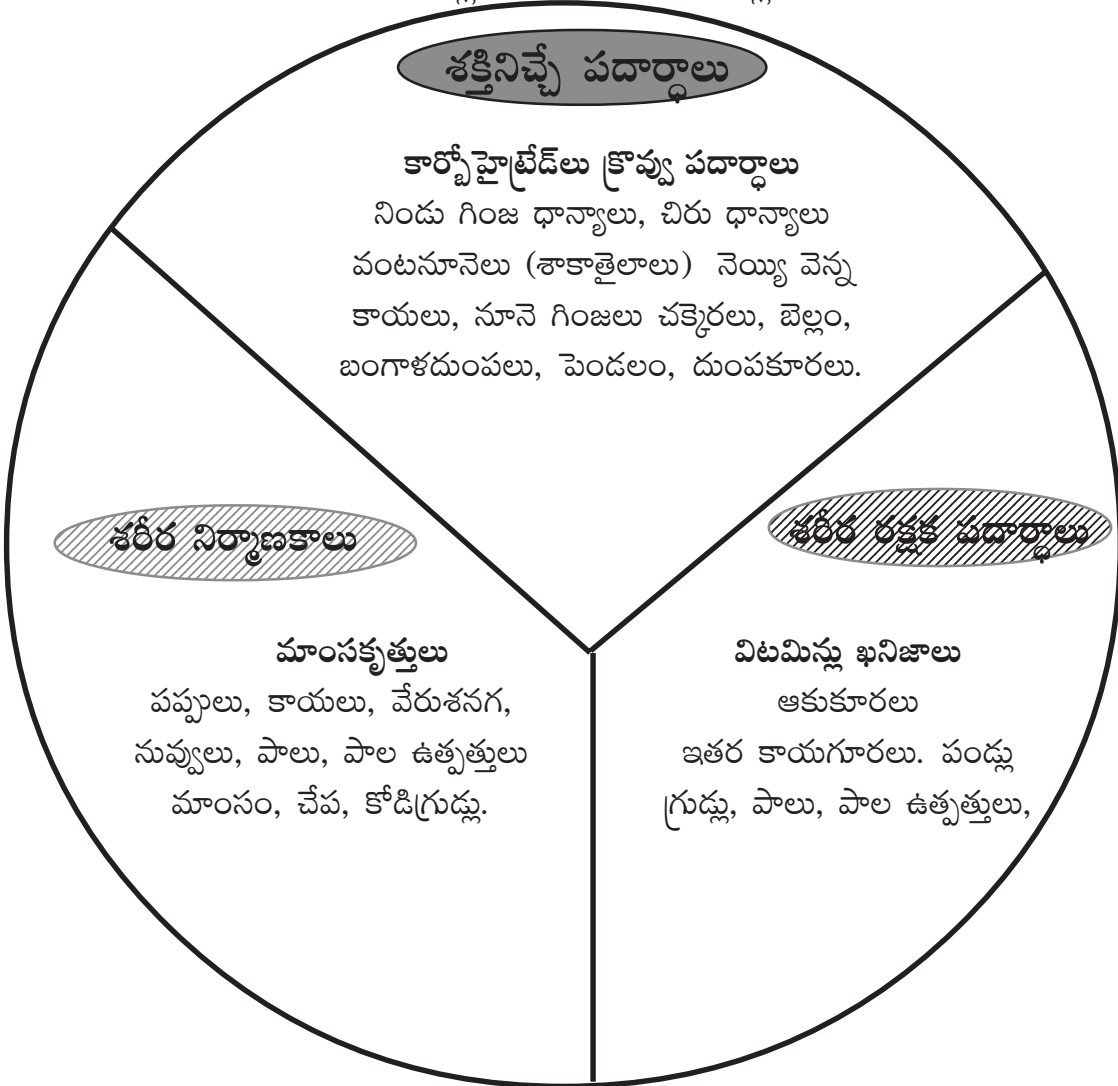 శక్తినిచ్చే పదార్ధాలు
కార్బోహైట్రేడ్‌లు క్రొవ్వు పదార్ధాలు
నిండు గింజ ధాన్యాలు, చిరు ధాన్యాలు
వంటనూనెలు (శాకాతైలాలు) నెయ్యి వెన్న
కాయలు, నూనె గింజలు చక్కెరలు, బెల్లం,
బంగాళదుంపలు, పెండలం, దుంపకూరలు.
శరీర నిర్మాణకాలు
మాంసకృత్తులు
పప్పులు, కాయలు, వేరుశనగ,
నువ్వులు, పాలు, పాల ఉత్పత్తులు
మాంసం, చేప, కోడిగ్రుడ్లు.
శరీర రక్షక పదార్ధాలు
విటమిన్లు ఖనిజాలు
ఆకుకూరలు
ఇతర కాయగూరలు. పండ్లు
గ్రుడ్లు, పాలు, పాల ఉత్పత్తులు,